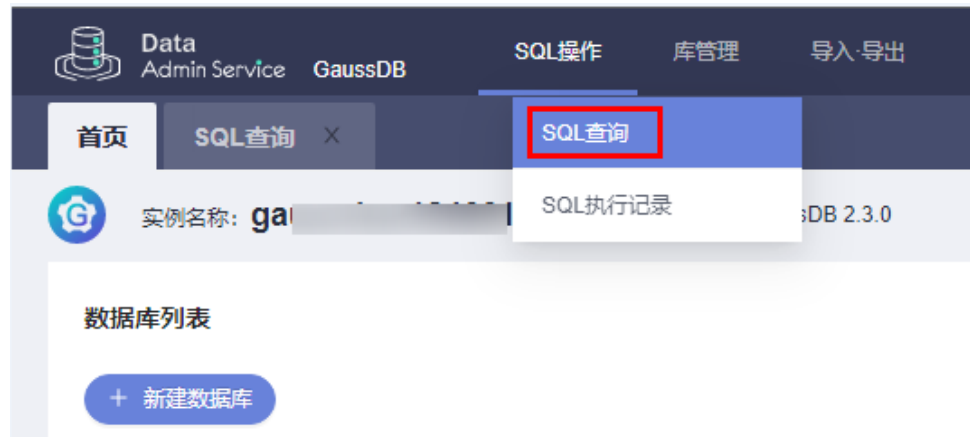 Data
Admin Service GaussDB
SQL操作 库管理 导入·导出
首页 SQL查询 ×
SQL查询
SQL执行记录
实例名称: ga
DB 2.3.0
数据库列表
+ 新建数据库